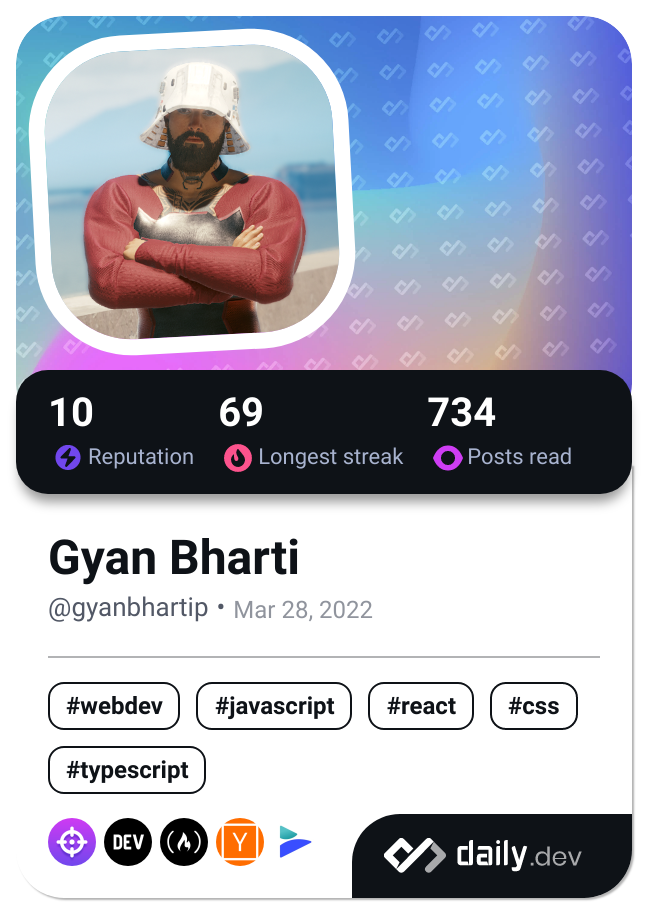 10 69 734
Reputation Longest streak Posts read
Gyan Bharti
@gyanbhartip • Mar 28, 2022
#webdev #javascript #react #css
#typescript
DEV Y daily.dev